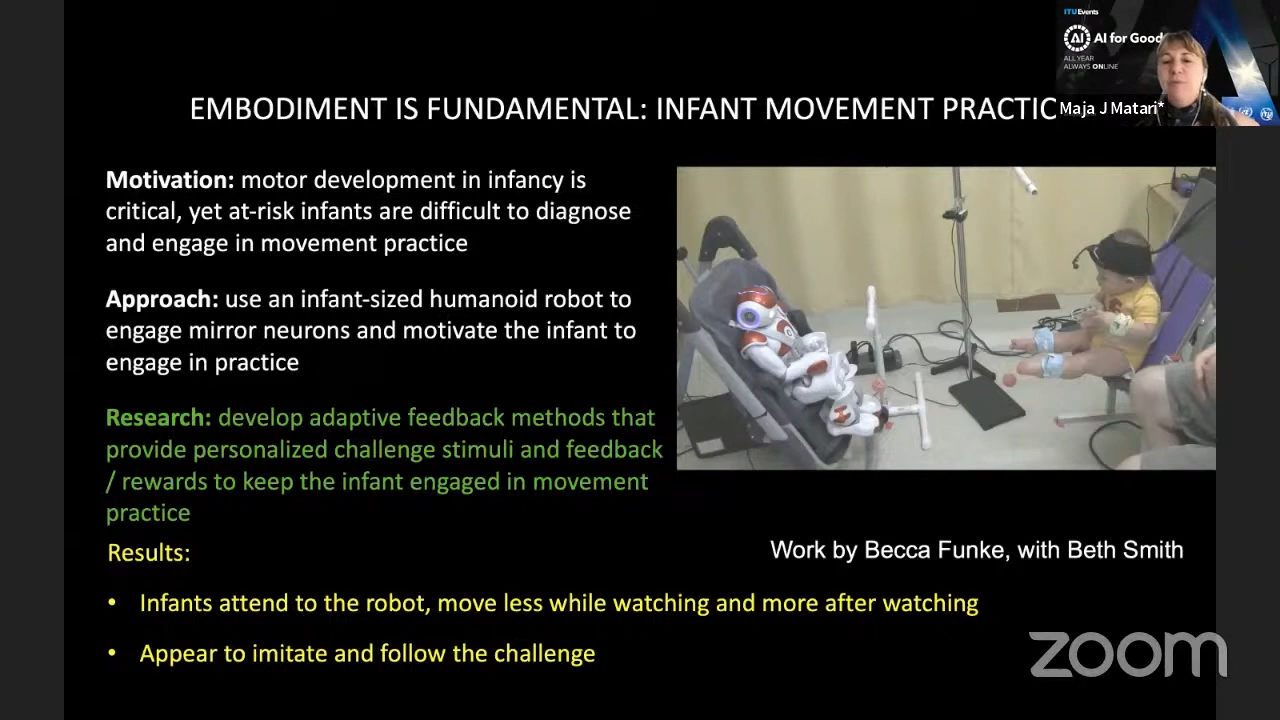 ITUEvents
AI AI for Good
ALL YEAR
ALWAYS ONLINE
Maja J Matari*
EMBODIMENT IS FUNDAMENTAL: INFANT MOVEMENT PRACTIC
Motivation: motor development in infancy is
critical, yet at-risk infants are difficult to diagnose
and engage in movement practice
Approach: use an infant-sized humanoid robot to
engage mirror neurons and motivate the infant to
engage in practice
Research: develop adaptive feedback methods that
provide personalized challenge stimuli and feedback
/ rewards to keep the infant engaged in movement
practice
Results:
Work by Becca Funke, with Beth Smith
• Infants attend to the robot, move less while watching and more after watching
• Appear to imitate and follow the challenge
zoom